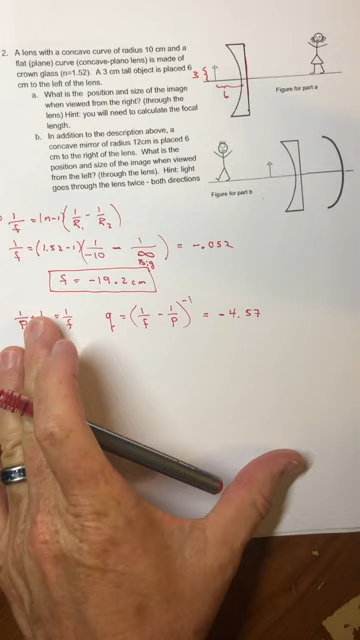 2. A lens with a concave curve of radius 10 cm and a
flat (plane) curve (concave-plano lens) is made of
crown glass (n=1.52). A 3 cm tall object is placed 6
cm to the left of the lens.
a. What is the position and size of the image
when viewed from the right? (through the
lens) Hint: you will need to calculate the focal
length.
b. In addition to the description above, a
concave mirror of radius 12cm is placed 6
cm to the right of the lens. What is the
position and size of the image when viewed
from the left? (through the lens). Hint: light
goes through the lens twice - both directions
3
6
Figure for part a
Figure for part b
1/f = (n-1)(1/R₁ - 1/R₂)
1/f = (1.52-1)(1/-10 - 1/∞) = -.052
Big
f = -19.2 cm
1/p + 1 = 1/f q = (1/f - 1/p)⁻¹ = -4.57